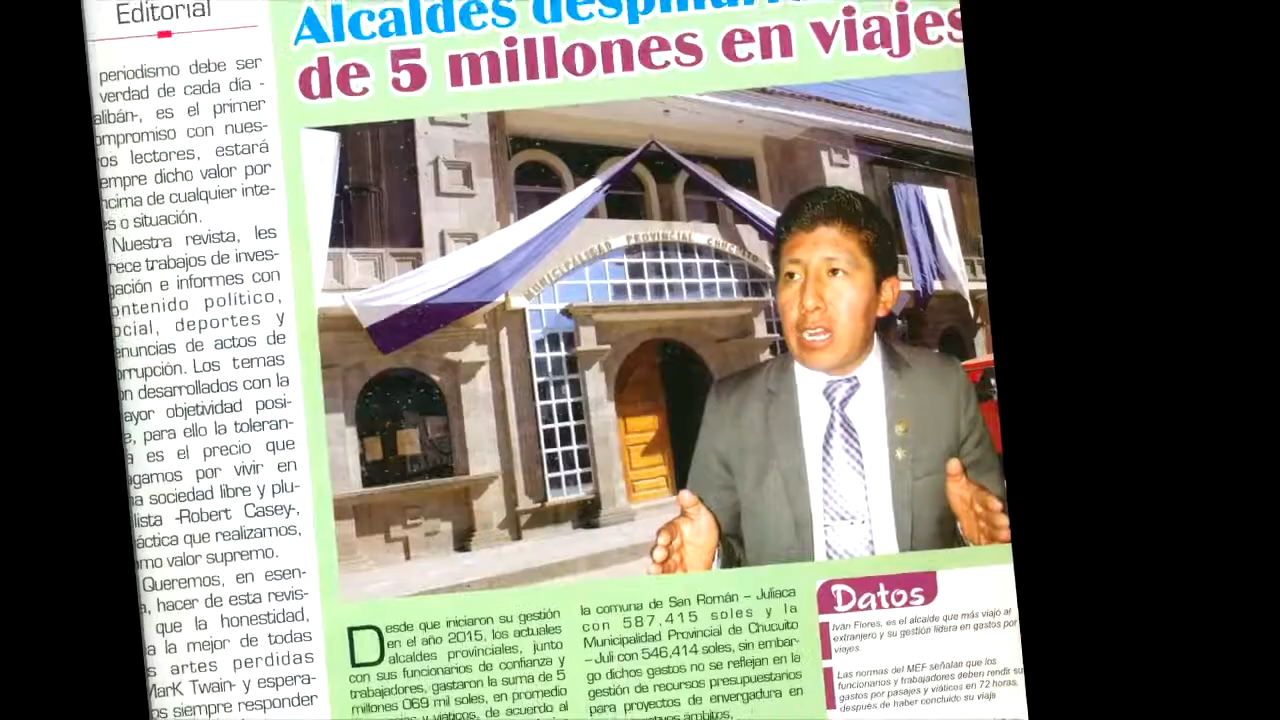 Editorial
periodismo debe ser
verdad de cada día -
alibán-, es el primer
ompromiso con nues-
os lectores, estará
empre dicho valor por
ncima de cualquier inte-
s o situación.
Nuestra revista, les
rece trabajos de inves-
gación e informes con
ontenido político,
ocial, deportes y
enuncias de actos de
rrupción. Los temas
n desarrollados con la
ayor objetividad posi-
e, para ello la toleran-
a es el precio que
agamos por vivir en
a sociedad libre y plu-
lista -Robert Casey-,
áctica que realizamos,
mo valor supremo.
Queremos, en esen-
a, hacer de esta revis-
que la honestidad,
a la mejor de todas
s artes perdidas
MarK Twain- y espera-
os siempre responder
Alcaldes
de 5 millones en viajes
MUNICIPALIDAD PROVINCIAL CHUCUITO
Desde que iniciaron su gestión
en el año 2015, los actuales
alcaldes provinciales, junto
con sus funcionarios de confianza y
trabajadores, gastaron la suma de 5
millones 069 mil soles, en promedio
y viáticos, de acuerdo al
la comuna de San Román – Juliaca
con 587,415 soles y la
Municipalidad Provincial de Chucuito
– Juli con 546,414 soles, sin embar-
go dichos gastos no se reflejan en la
gestión de recursos presupuestarios
para proyectos de envergadura en
ámbitos,
Datos
Ivan Flores, es el alcalde que más viajó al
extranjero y su gestión lidera en gastos por
viajes.
Las normas del MEF señalan que los
funcionarios y trabajadores deben rendir su
gastos por pasajes y viáticos en 72 horas,
después de haber concluido su viaje